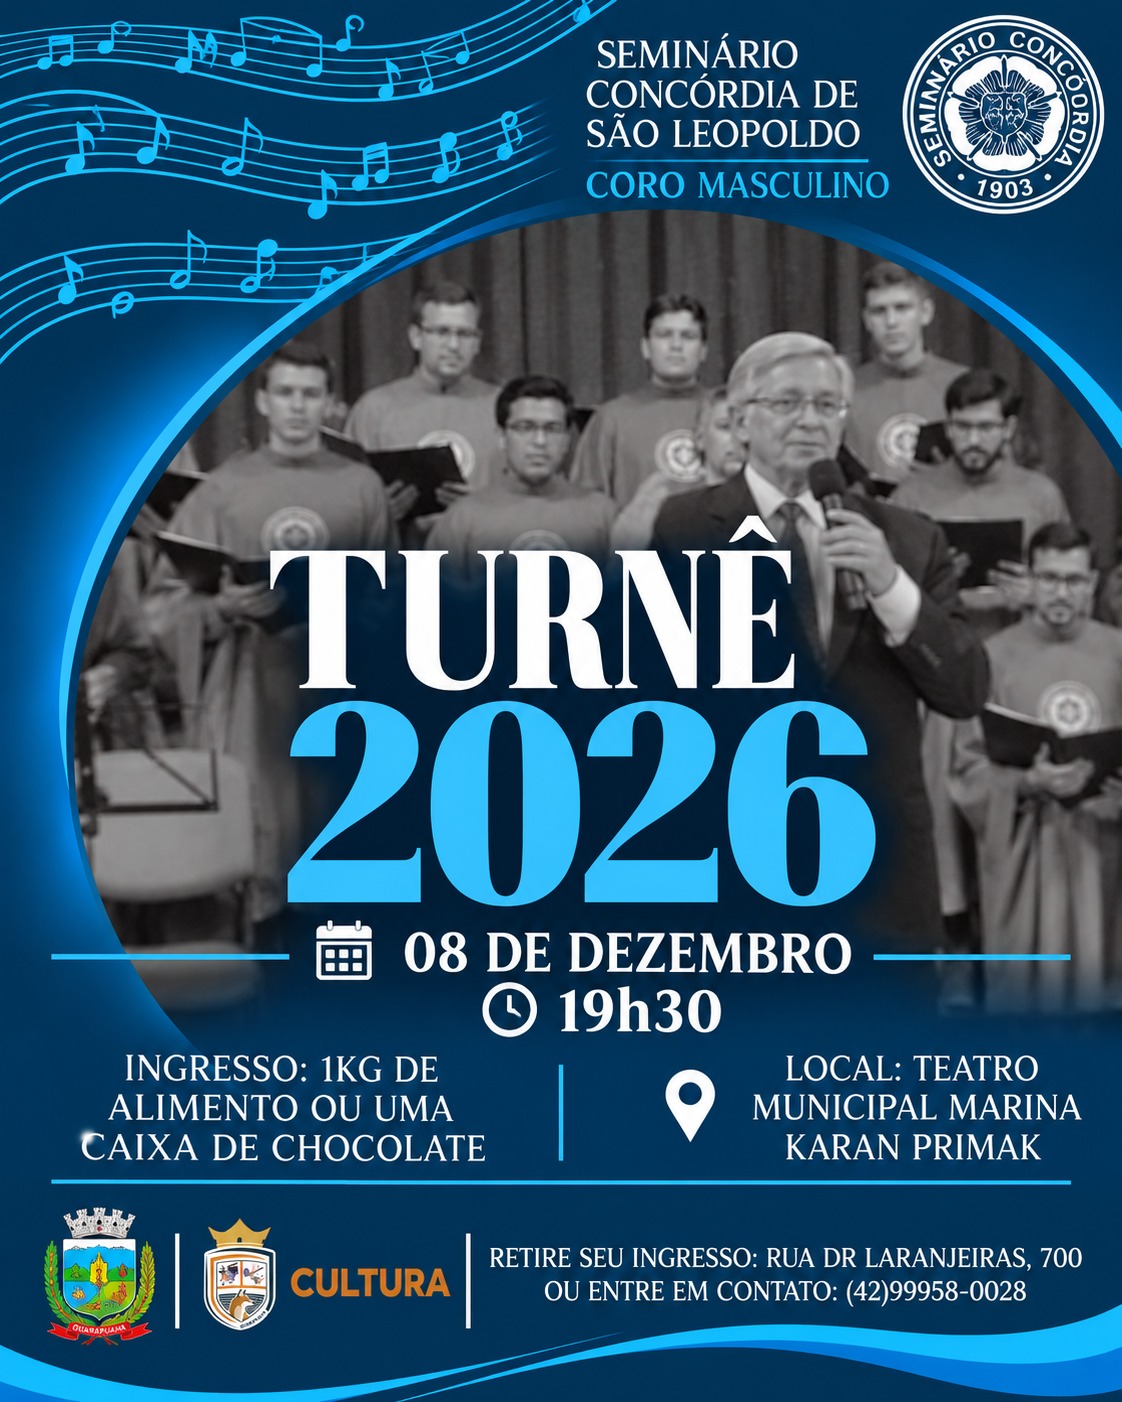 SEMINÁRIO
CONCÓRDIA DE
SÃO LEOPOLDO
CORO MASCULINO
SEMINÁRIO CONCÓORDIA
1903
TURNÊ
2026
08 DE DEZEMBRO
19h30
INGRESSO: 1KG DE
ALIMENTO OU UMA
CAIXA DE CHOCOLATE
LOCAL: TEATRO
MUNICIPAL MARINA
KARAN PRIMAK
CULTURA
RETIRE SEU INGRESSO: RUA DR LARANJEIRAS, 700
OU ENTRE EM CONTATO: (42)99958-0028